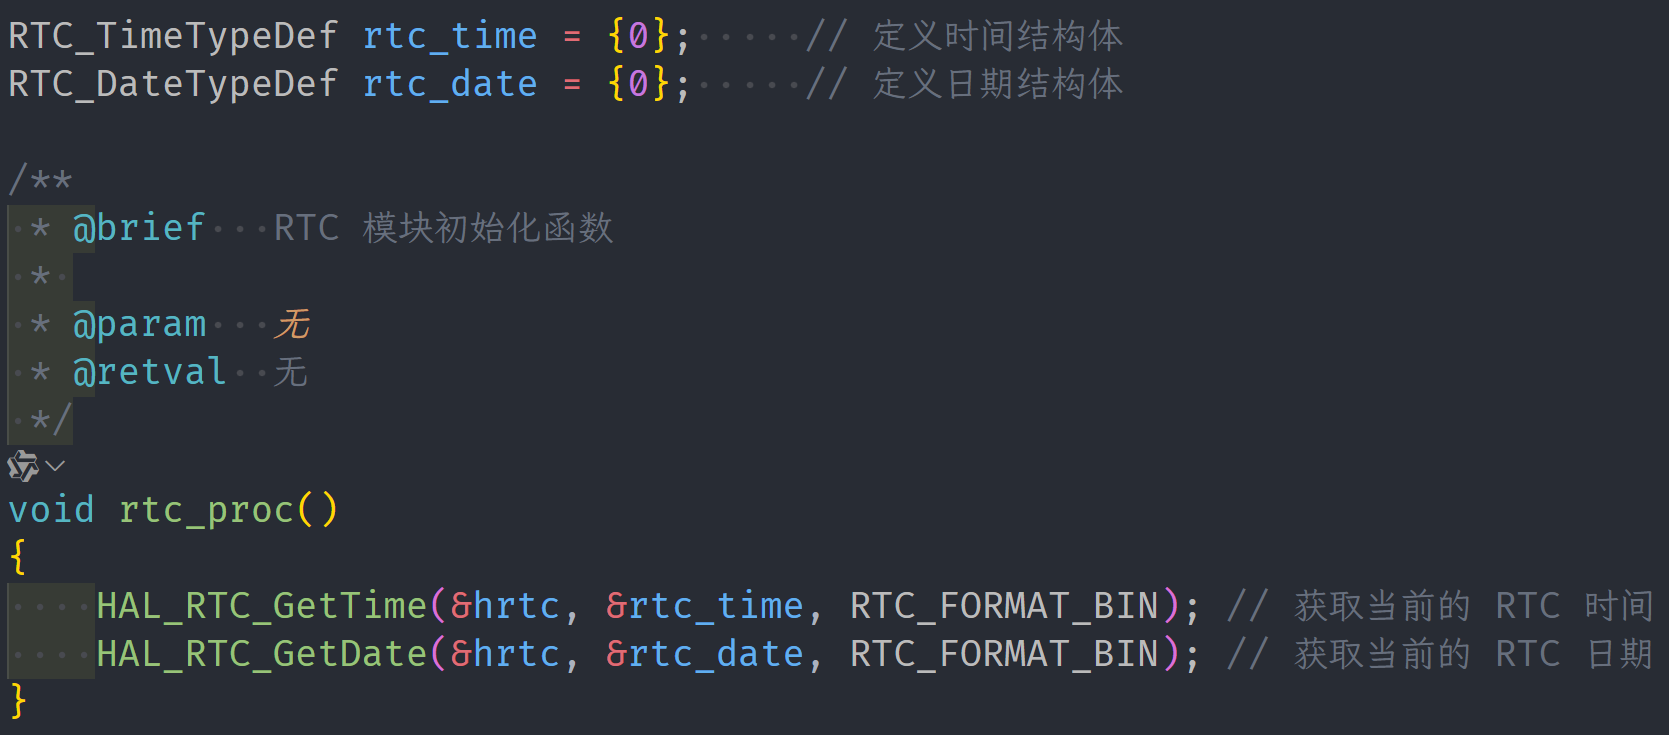 RTC_TimeTypeDef rtc_time = {0};     // 定义时间结构体
RTC_DateTypeDef rtc_date = {0};     // 定义日期结构体
/**
 * @brief   RTC 模块初始化函数
 *
 * @param   无
 * @retval  无
 */
void rtc_proc()
{
    HAL_RTC_GetTime(&hrtc, &rtc_time, RTC_FORMAT_BIN); // 获取当前的 RTC 时间
    HAL_RTC_GetDate(&hrtc, &rtc_date, RTC_FORMAT_BIN); // 获取当前的 RTC 日期
}